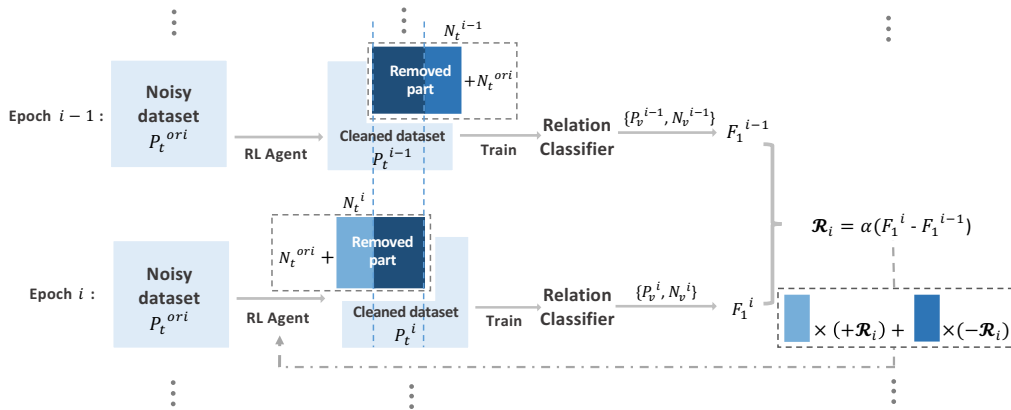 N_t^{i-1}
Noisy
dataset
P_t^{ori}
Epoch i − 1 :
Removed
part
+N_t^{ori}
RL Agent
Cleaned dataset
P_t^{i-1}
Train
Relation
Classifier
{P_v^{i-1}, N_v^{i-1}}
F_1^{i-1}
N_t^i
Noisy
dataset
P_t^{ori}
Epoch i :
N_t^{ori} +
Removed
part
RL Agent
Cleaned dataset
P_t^i
Train
Relation
Classifier
{P_v^i, N_v^i}
F_1^i
𝓡_i = α(F_1^i - F_1^{i-1})
× (+𝓡_i) + ×(−𝓡_i)